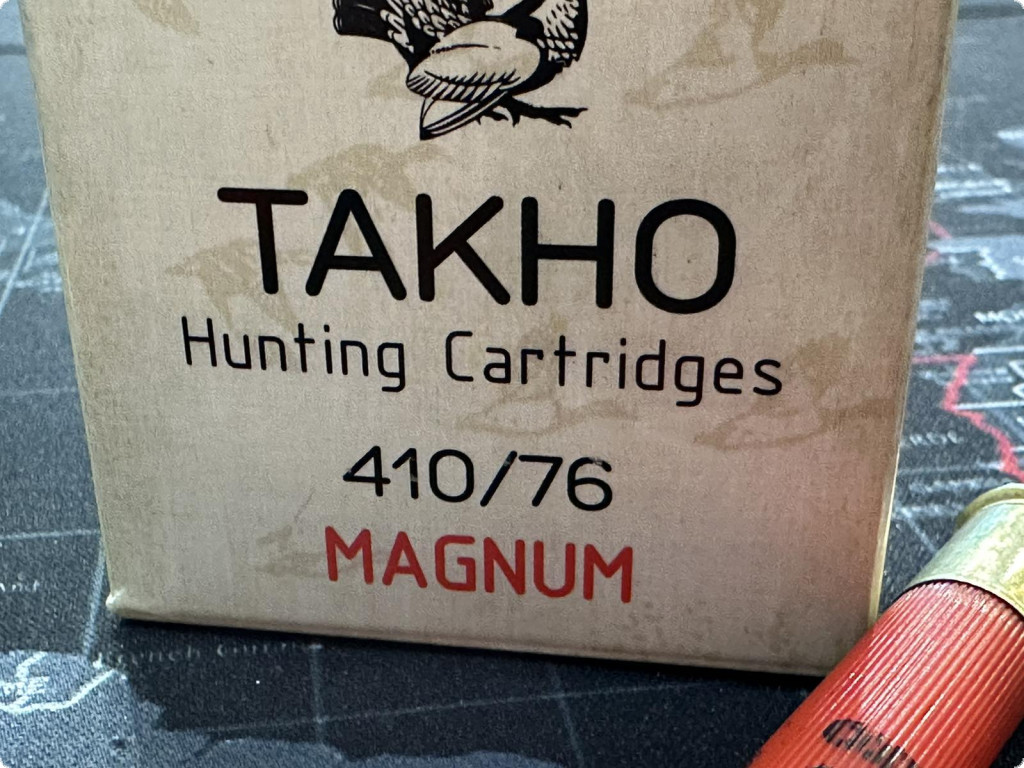 TAKHO
Hunting Cartridges
410/76
MAGNUM